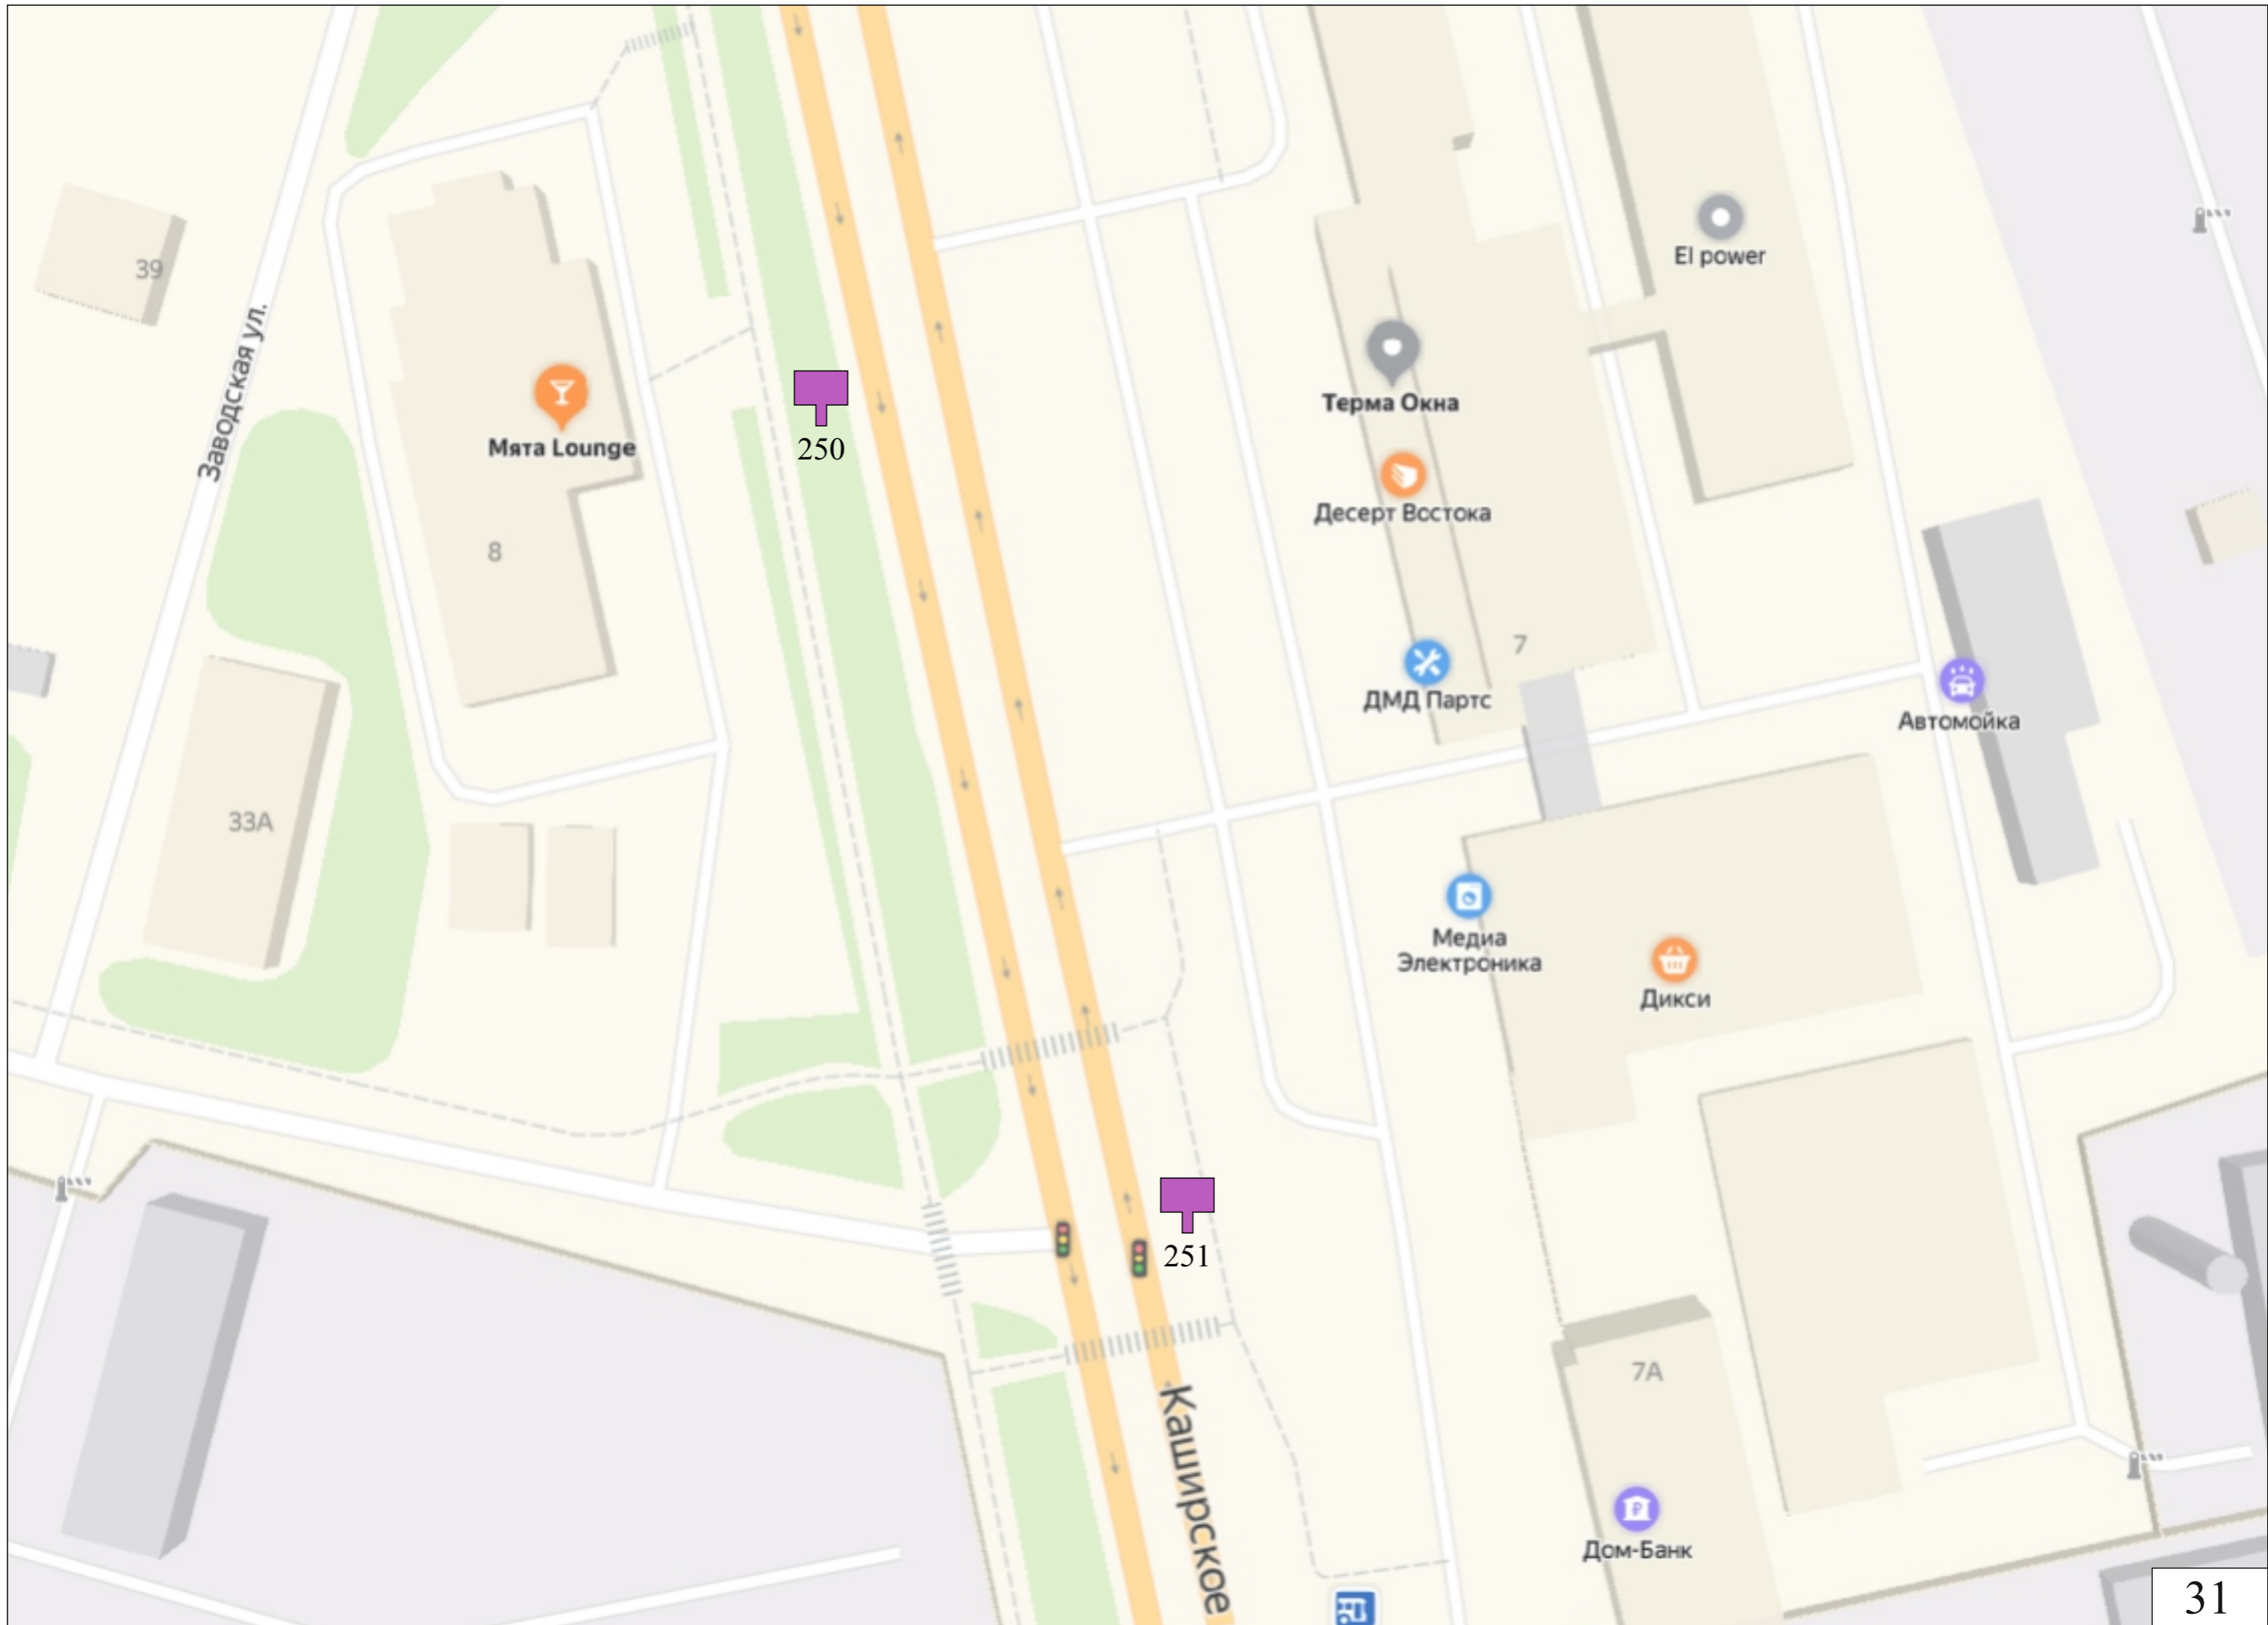 El power
39
Заводская ул.
Терма Окна
Мята Lounge
250
Десерт Востока
8
7
ДМД Партс
Автомойка
33А
Медиа
Электроника
Дикси
251
7А
Каширское
Дом-Банк
31